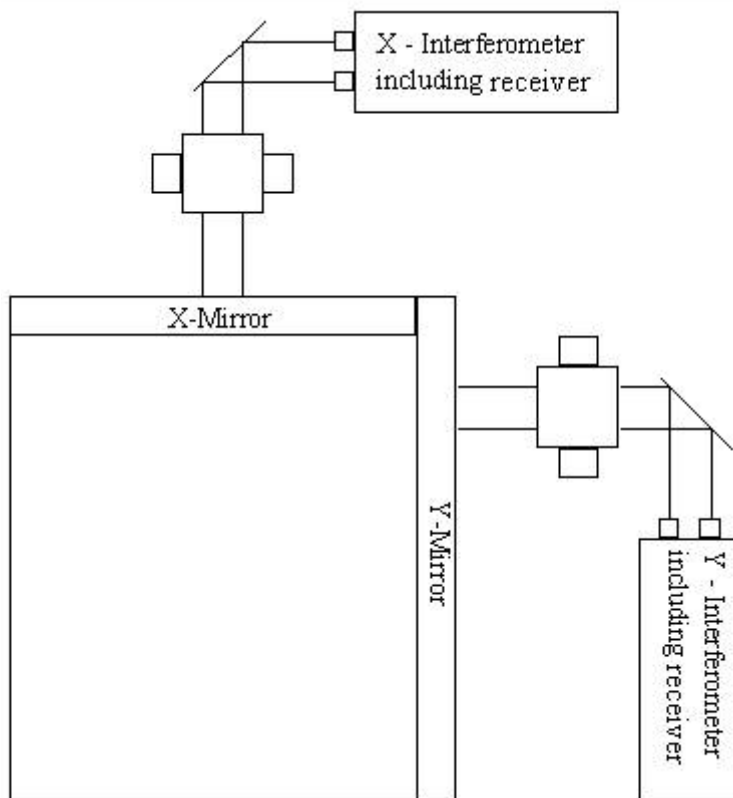 X - Interferometer
including receiver
X-Mirror
Y-Mirror
Y - Interferometer
including receiver